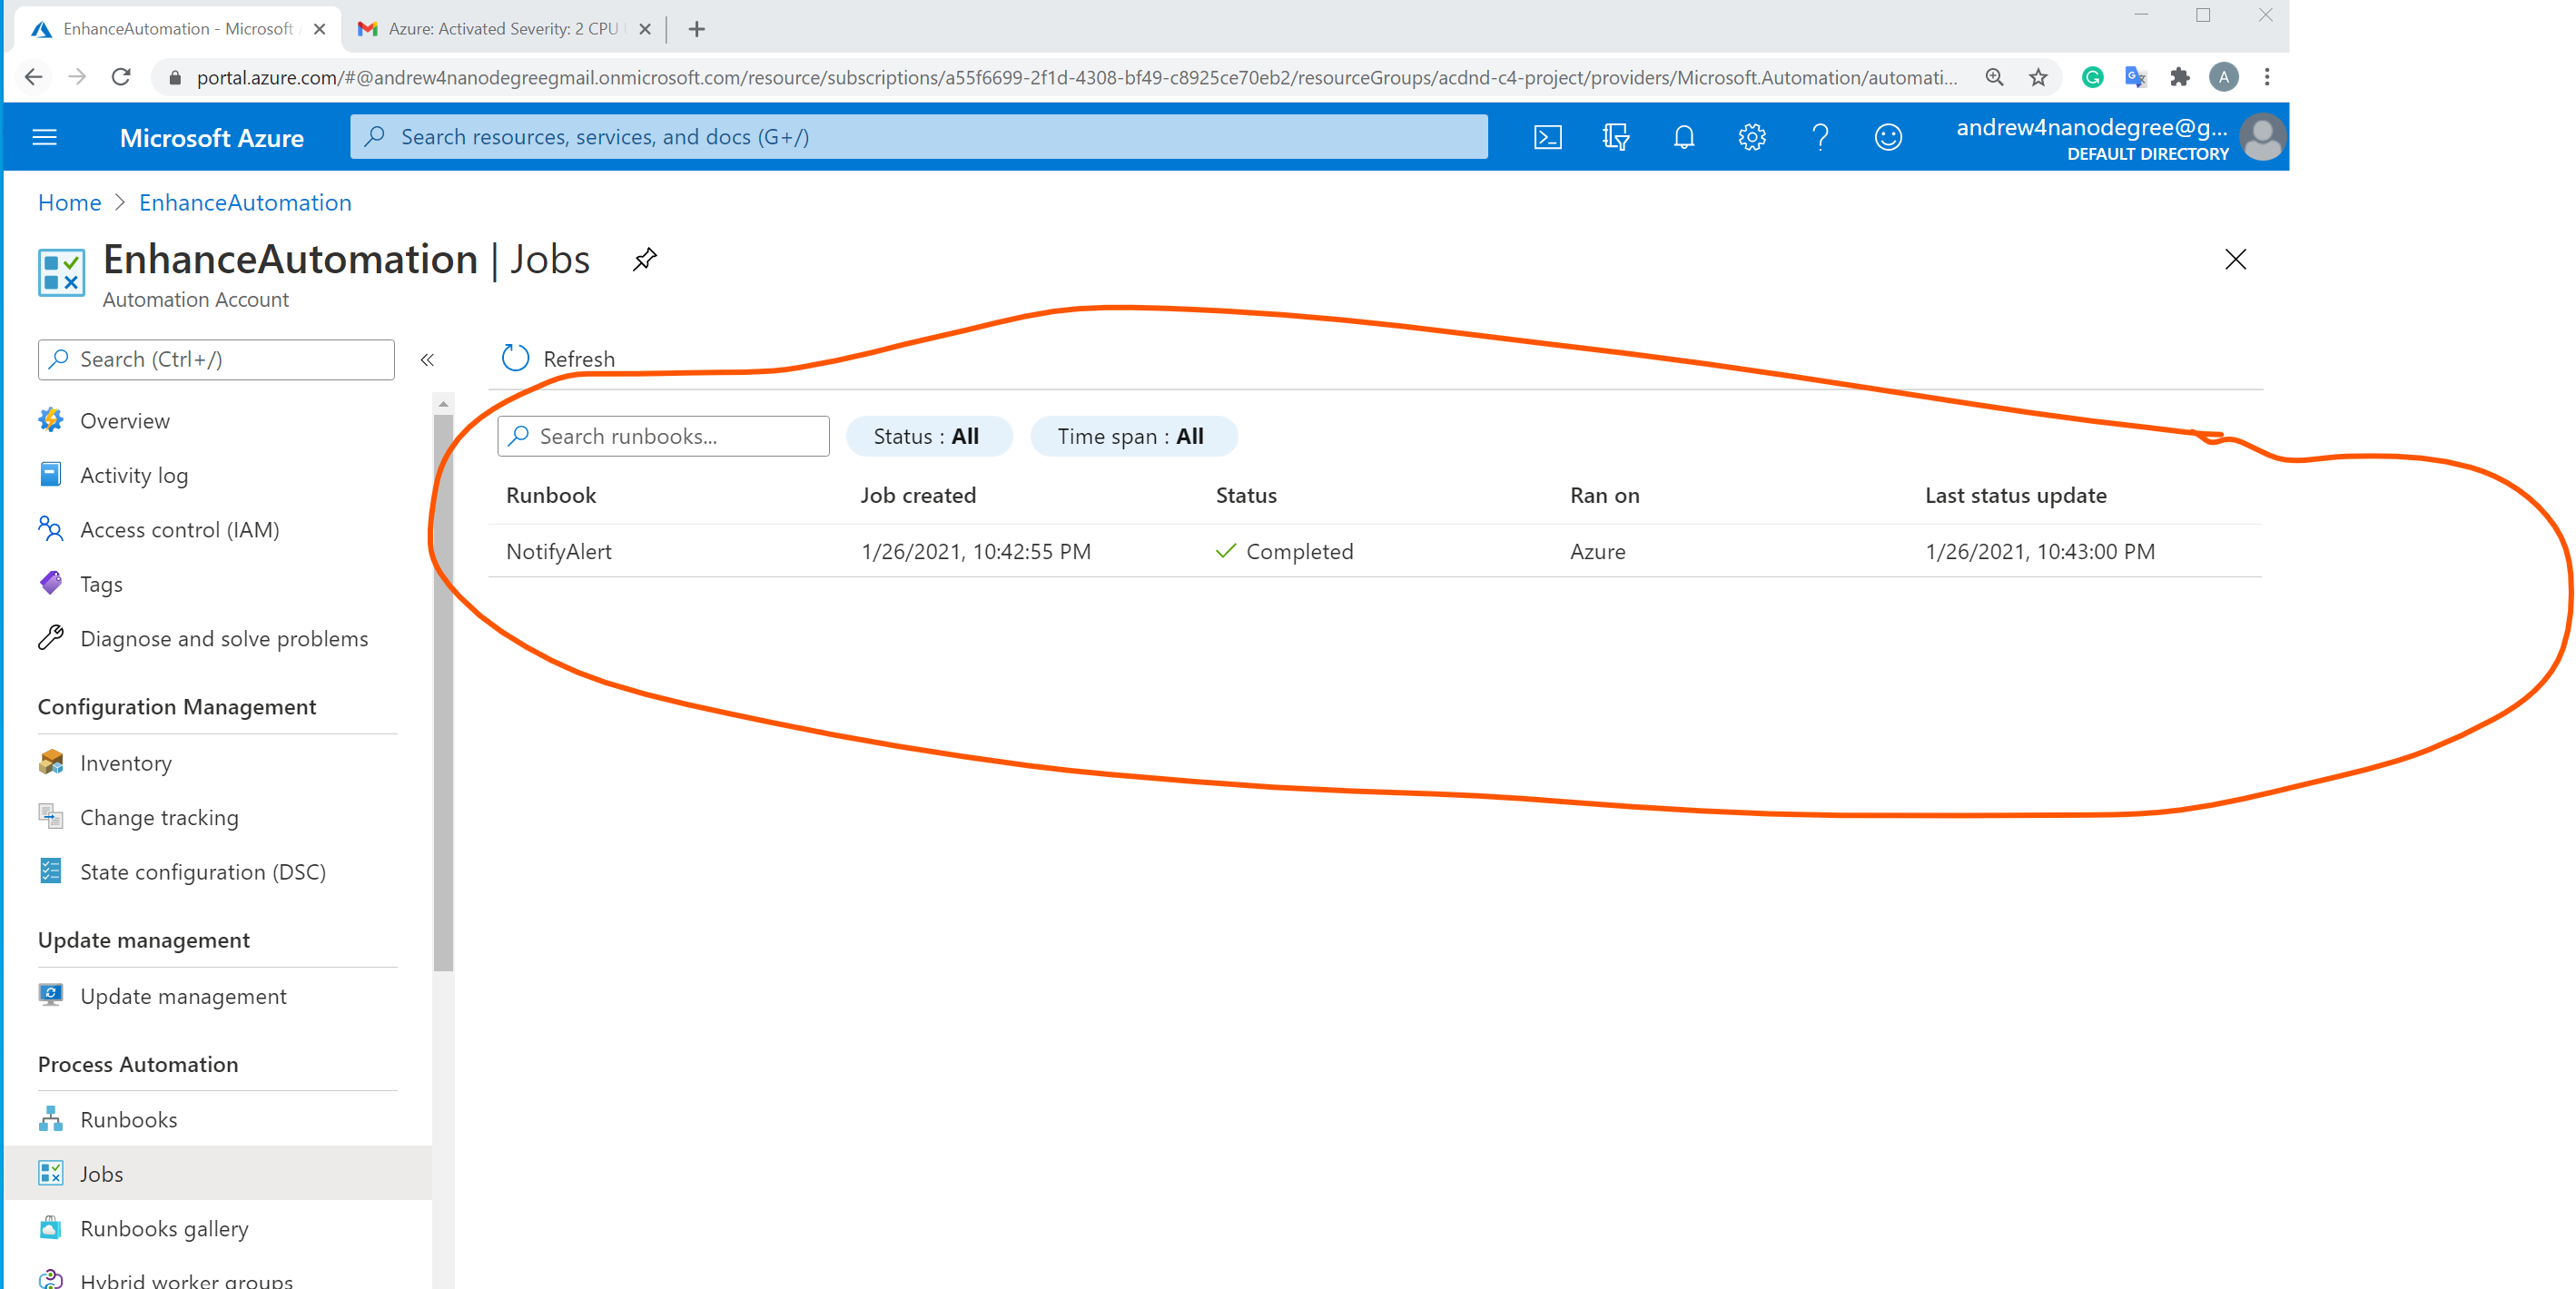 EnhanceAutomation - Microsoft
Azure: Activated Severity: 2 CPU
portal.azure.com/#@andrew4nanodegreegmail.onmicrosoft.com/resource/subscriptions/a55f6699-2f1d-4308-bf49-c8925ce70eb2/resourceGroups/acdnd-c4-project/providers/Microsoft.Automation/automati...
A
Microsoft Azure
Search resources, services, and docs (G+/)
andrew4nanodegree@g...
DEFAULT DIRECTORY
Home > EnhanceAutomation
EnhanceAutomation | Jobs
Automation Account
Search (Ctrl+/)
«
Refresh
Overview
Activity log
Access control (IAM)
Tags
Diagnose and solve problems
Configuration Management
Inventory
Change tracking
State configuration (DSC)
Update management
Update management
Process Automation
Runbooks
Jobs
Runbooks gallery
Hybrid worker groups
Search runbooks...
Status : All
Time span : All
Runbook Job created Status Ran on Last status update
NotifyAlert 1/26/2021, 10:42:55 PM Completed Azure 1/26/2021, 10:43:00 PM